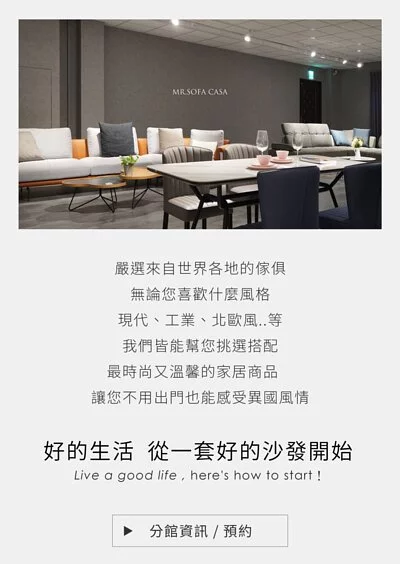 MR.SOFA CASA
嚴選來自世界各地的傢俱
無論您喜歡什麼風格
現代、工業、北歐風..等
我們皆能幫您挑選搭配
最時尚又溫馨的家居商品
讓您不用出門也能感受異國風情
好的生活 從一套好的沙發開始
Live a good life , here's how to start !
▶ 分館資訊 / 預約